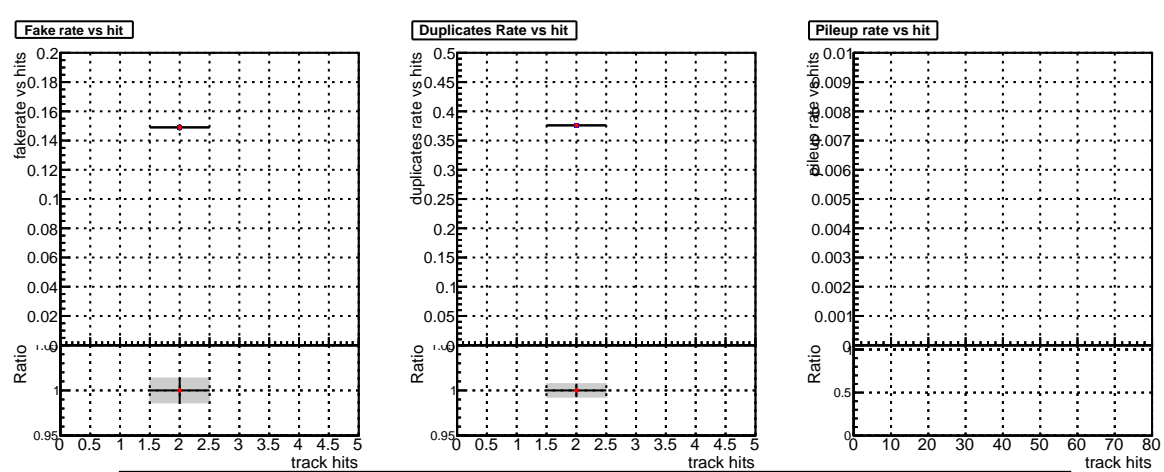 Fake rate vs hit
fakerate vs hits
0.2
0.18
0.16
0.14
0.12
0.1
0.08
0.06
0.04
0.02
0
Ratio
1
0.95
0 0.5 1 1.5 2 2.5 3 3.5 4 4.5 5
track hits
Duplicates Rate vs hit
duplicates rate vs hits
0.5
0.45
0.4
0.35
0.3
0.25
0.2
0.15
0.1
0.05
0
Ratio
1
0.95
0 0.5 1 1.5 2 2.5 3 3.5 4 4.5 5
track hits
Pileup rate vs hit
pileup rate vs hits
0.01
0.009
0.008
0.007
0.006
0.005
0.004
0.003
0.002
0.001
0
Ratio
1
0.5
0
0 10 20 30 40 50 60 70 80
track hits